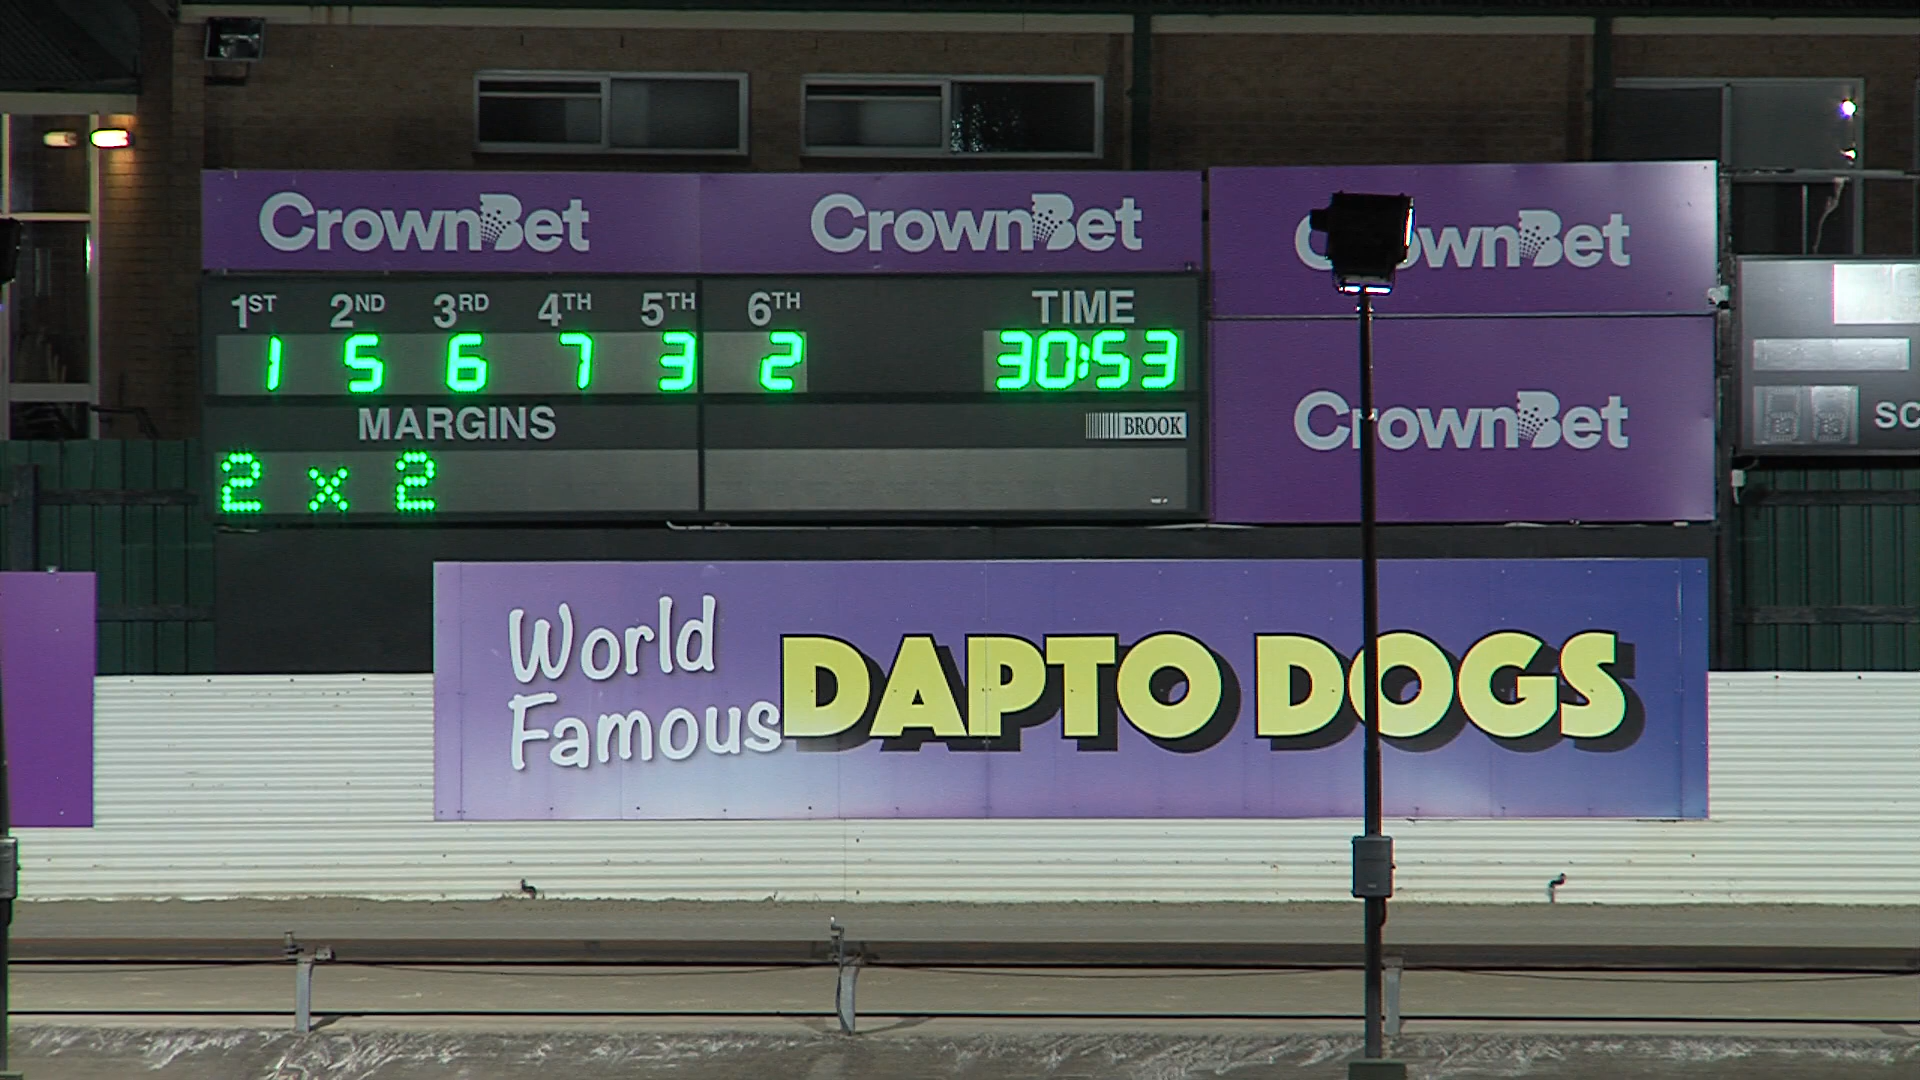 CrownBet CrownBet CrownBet
1ST 2ND 3RD 4TH 5TH 6TH TIME
1 5 6 7 3 2 30:53
MARGINS BROOK
CrownBet
SC
2 x 2
World
Famous
DAPTO DOGS